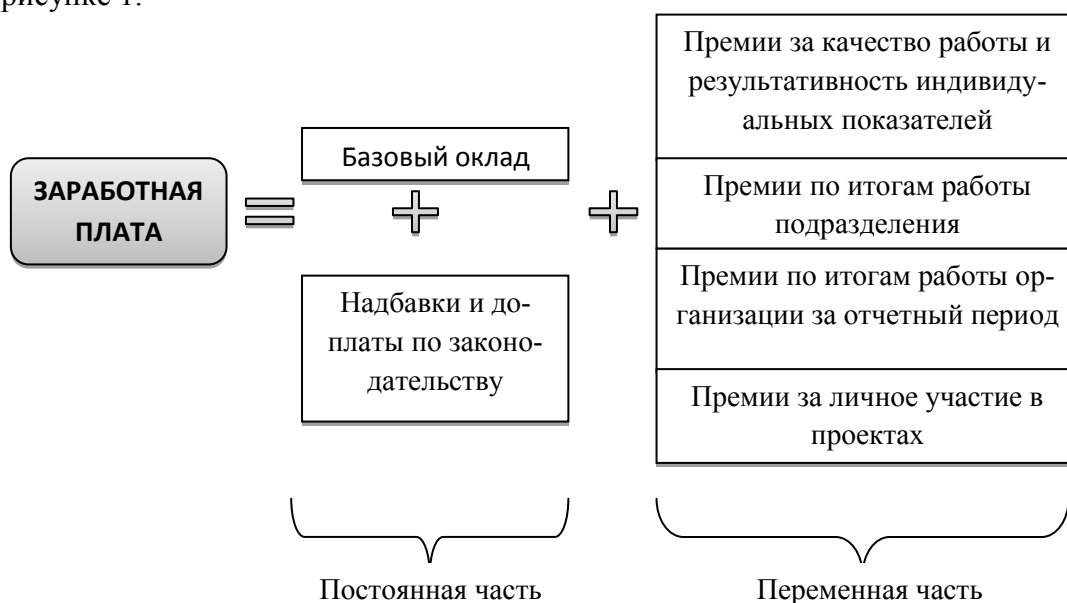 рисунке 1.
ЗАРАБОТНАЯ
ПЛАТА
Базовый оклад
Надбавки и до-
платы по законо-
дательству
Постоянная часть
Премии за качество работы и
результативность индивиду-
альных показателей
Премии по итогам работы
подразделения
Премии по итогам работы ор-
ганизации за отчетный период
Премии за личное участие в
проектах
Переменная часть